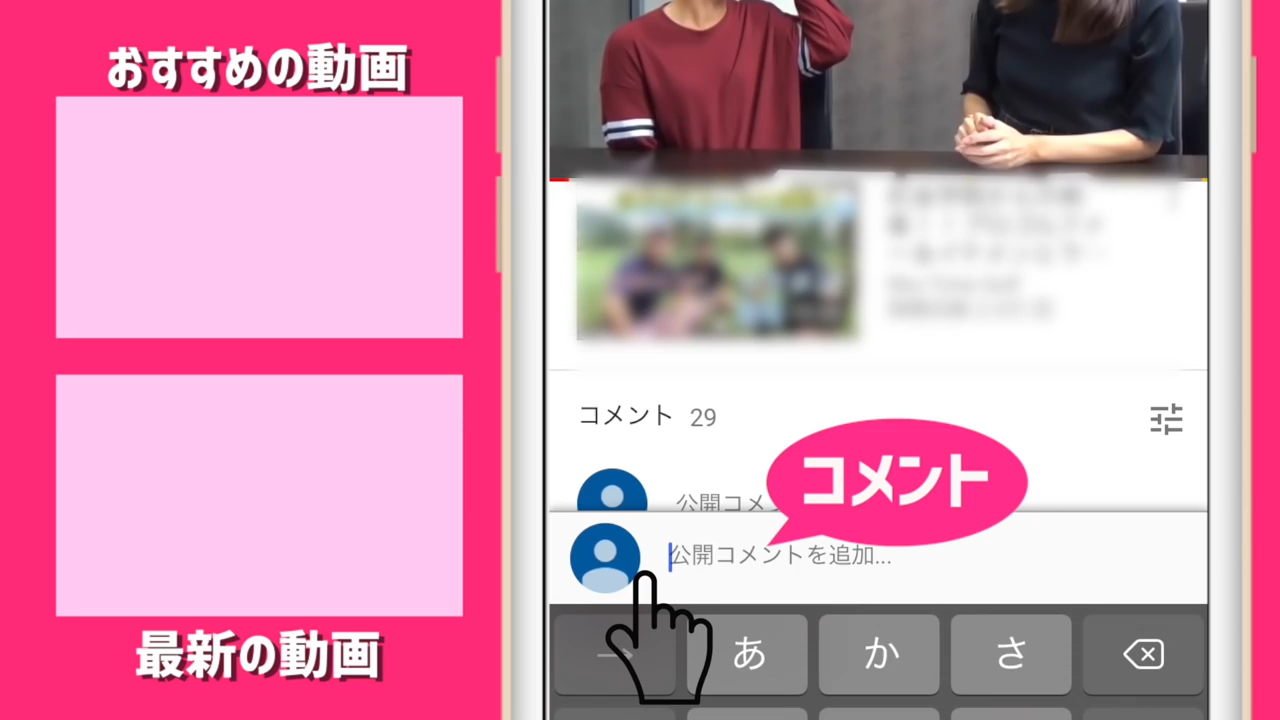 おすすめの動画
最新の動画
コメント 29
コメント
公開コメ
公開コメントを追加...
→
あ
か
さ